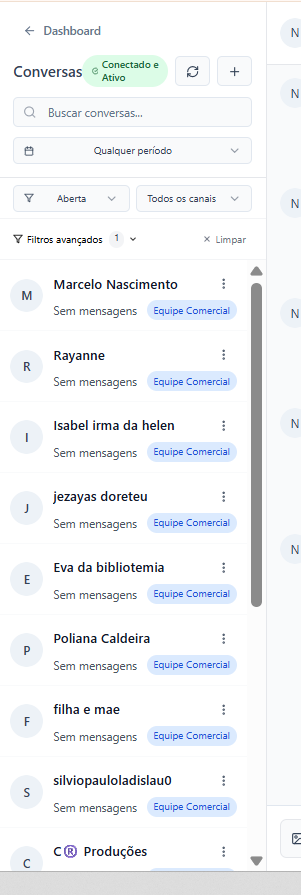 Dashboard
Conversas
Conectado e
Ativo
Buscar conversas...
Qualquer período
Aberta
Todos os canais
Filtros avançados 1
× Limpar
M
Marcelo Nascimento
Sem mensagens
Equipe Comercial
R
Rayanne
Sem mensagens
Equipe Comercial
I
Isabel irma da helen
Sem mensagens
Equipe Comercial
J
jezayas doreteu
Sem mensagens
Equipe Comercial
E
Eva da bibliotemia
Sem mensagens
Equipe Comercial
P
Poliana Caldeira
Sem mensagens
Equipe Comercial
F
filha e mae
Sem mensagens
Equipe Comercial
S
silviopauloladislau0
Sem mensagens
Equipe Comercial
C
C®️ Produções
N
N
N
N
N
N